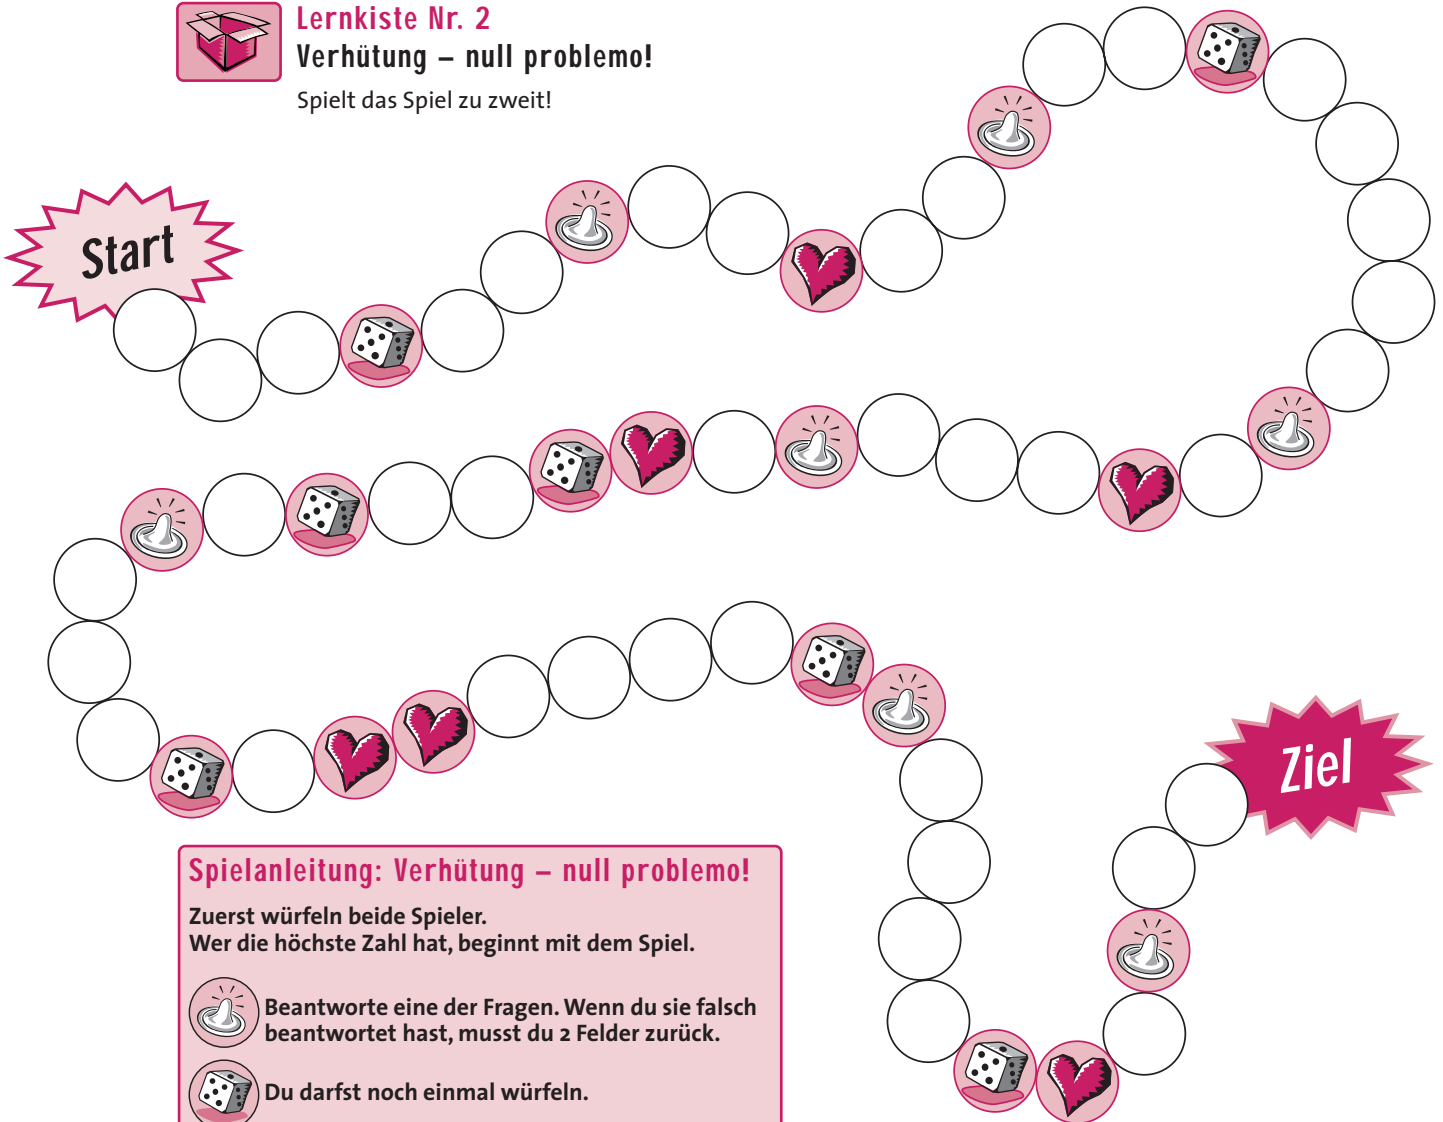 Lernkiste Nr. 2
Verhütung – null problemo!
Spielt das Spiel zu zweit!
Start
Ziel
Spielanleitung: Verhütung – null problemo!
Zuerst würfeln beide Spieler.
Wer die höchste Zahl hat, beginnt mit dem Spiel.
Beantworte eine der Fragen. Wenn du sie falsch
beantwortet hast, musst du 2 Felder zurück.
Du darfst noch einmal würfeln.